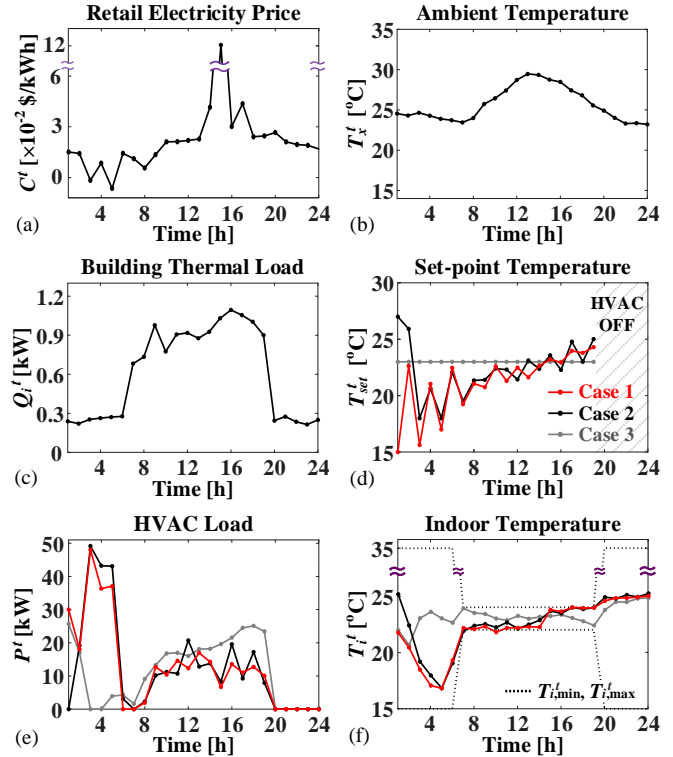 Retail Electricity Price
12
6
3
0
C^t [×10^-2 $/kWh]
4 8 12 16 20 24
(a) Time [h]
Ambient Temperature
35
30
25
20
15
T_x^t [°C]
4 8 12 16 20 24
(b) Time [h]
Building Thermal Load
1.2
0.9
0.6
0.3
0
Q_i^t [kW]
4 8 12 16 20 24
(c) Time [h]
Set-point Temperature
30
25
20
15
T_set^t [°C]
HVAC
OFF
Case 1
Case 2
Case 3
4 8 12 16 20 24
(d) Time [h]
HVAC Load
50
40
30
20
10
0
P^t [kW]
4 8 12 16 20 24
(e) Time [h]
Indoor Temperature
35
25
20
15
T_i^t [°C]
T_i,min^t, T_i,max^t
4 8 12 16 20 24
(f) Time [h]